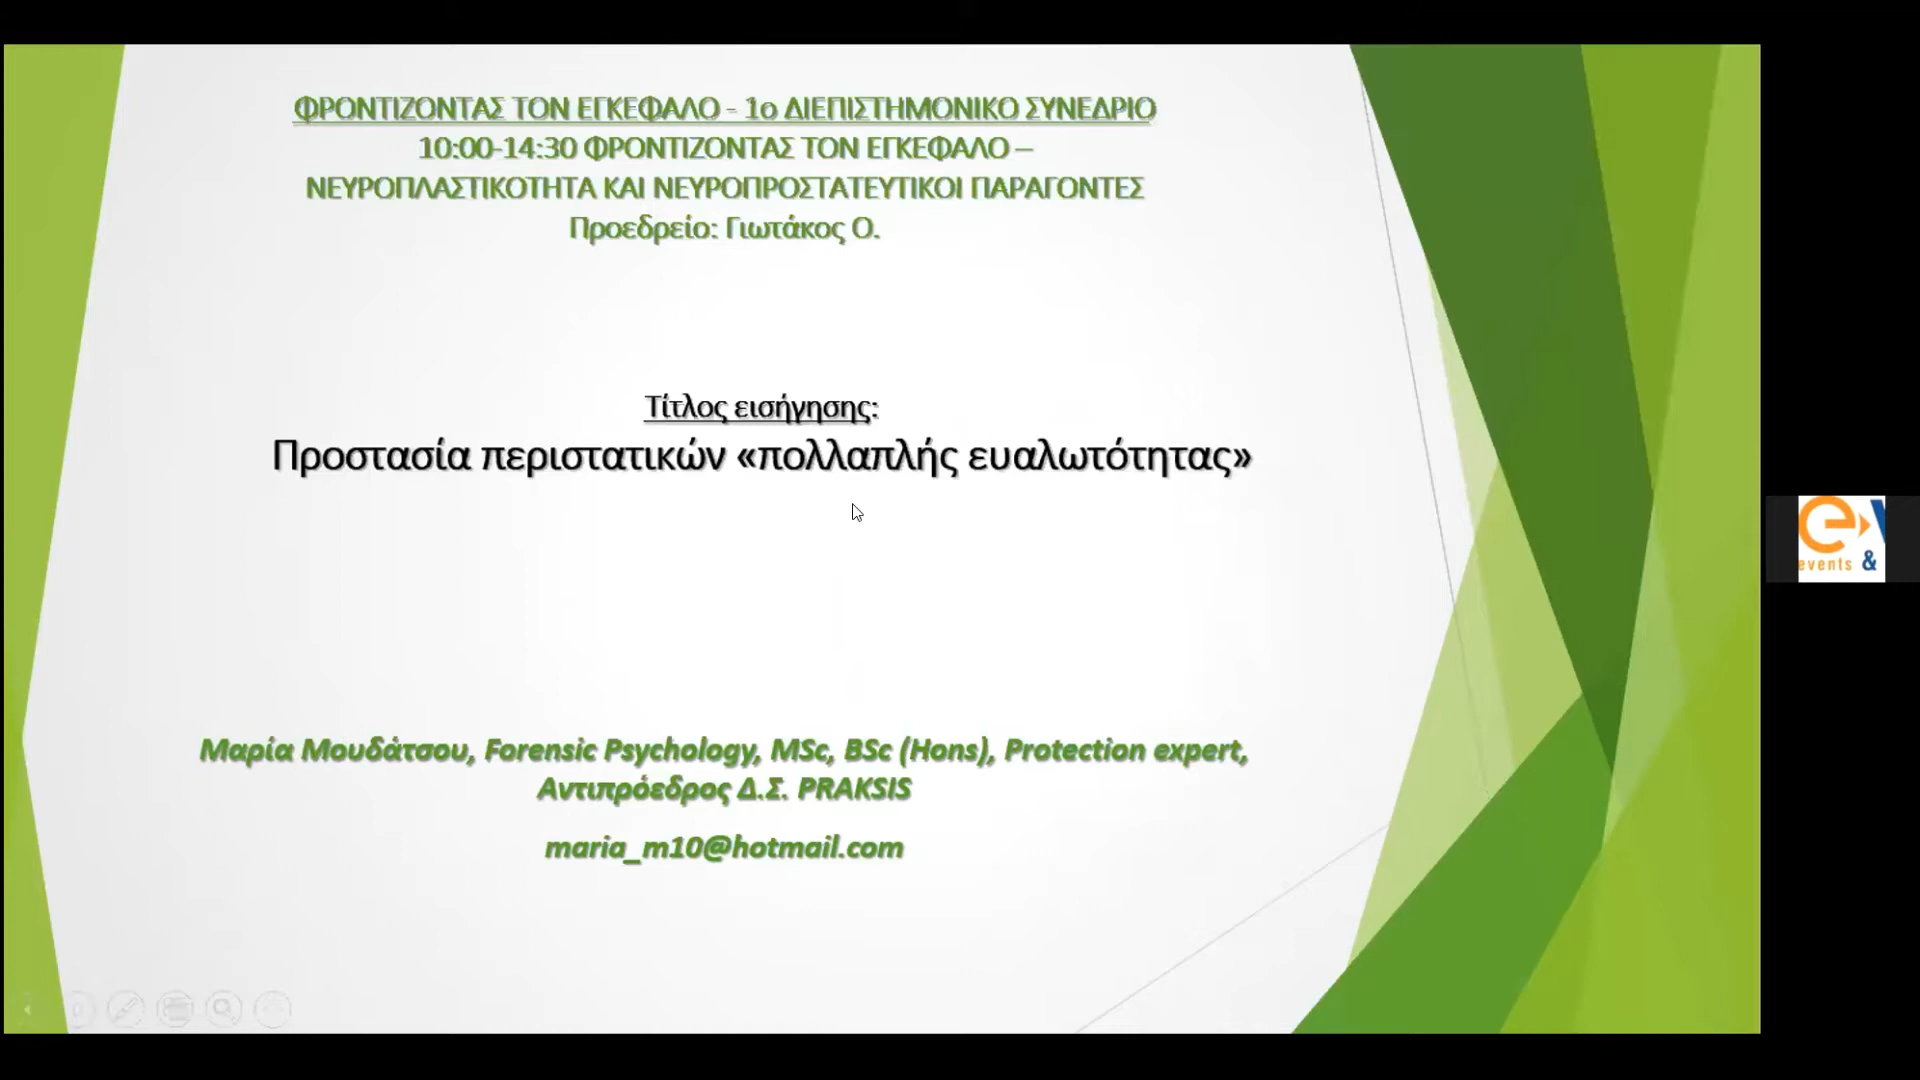 ΦΡΟΝΤΙΖΟΝΤΑΣ ΤΟΝ ΕΓΚΕΦΑΛΟ - 1ο ΔΙΕΠΙΣΤΗΜΟΝΙΚΟ ΣΥΝΕΔΡΙΟ
10:00-14:30 ΦΡΟΝΤΙΖΟΝΤΑΣ ΤΟΝ ΕΓΚΕΦΑΛΟ –
ΝΕΥΡΟΠΛΑΣΤΙΚΟΤΗΤΑ ΚΑΙ ΝΕΥΡΟΠΡΟΣΤΑΤΕΥΤΙΚΟΙ ΠΑΡΑΓΟΝΤΕΣ
Προεδρείο: Γιωτάκος Ο.
Τίτλος εισήγησης:
Προστασία περιστατικών «πολλαπλής ευαλωτότητας»
Μαρία Μουδάτσου, Forensic Psychology, MSc, BSc (Hons), Protection expert,
Αντιπρόεδρος Δ.Σ. PRAKSIS
maria_m10@hotmail.com
events &